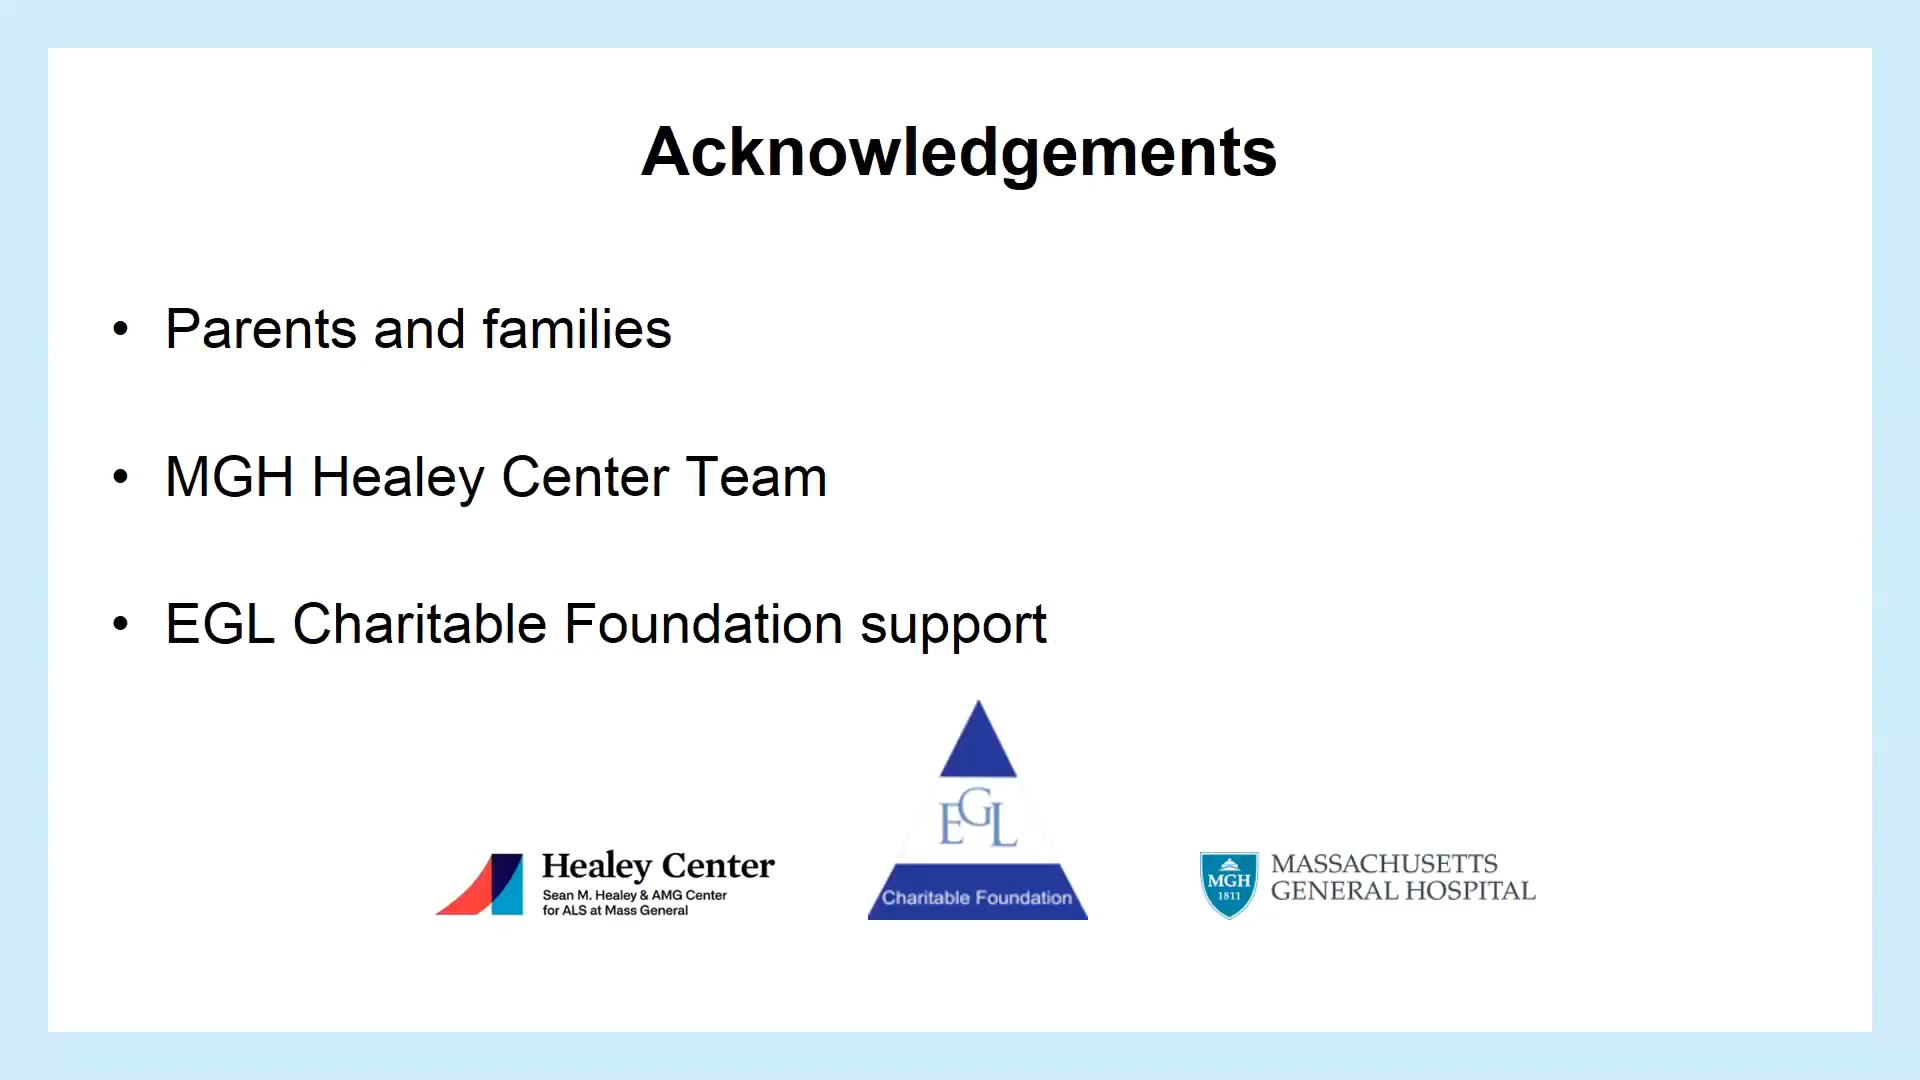 Acknowledgements
• Parents and families
• MGH Healey Center Team
• EGL Charitable Foundation support
EGL
Charitable Foundation
Healey Center
Sean M. Healey & AMG Center
for ALS at Mass General
MGH
1811
MASSACHUSETTS
GENERAL HOSPITAL